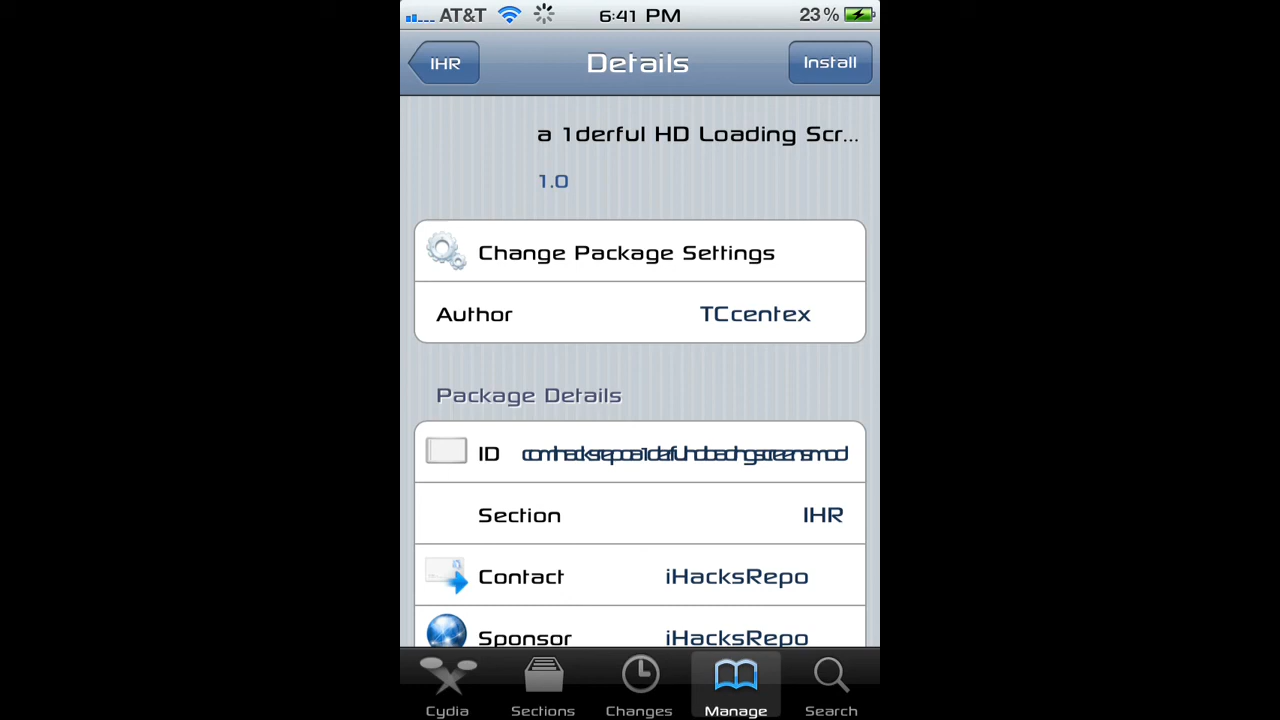 AT&T 6:41 PM 23%
IHR Details Install
a 1derful HD Loading Scr...
1.0
Change Package Settings
Author TCcentex
Package Details
ID
Section IHR
Contact iHacksRepo
Sponsor iHacksRepo
Cydia Sections Changes Manage Search